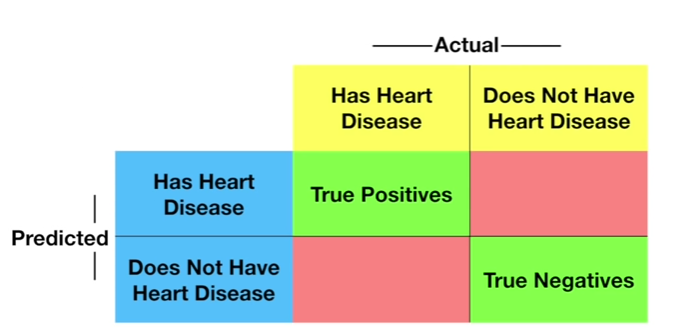 Actual
Has Heart
Disease
Does Not Have
Heart Disease
Has Heart
Disease
True Positives
Predicted
Does Not Have
Heart Disease
True Negatives